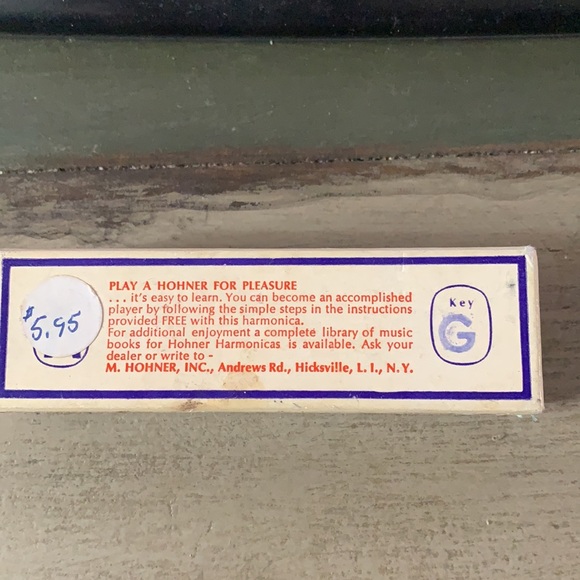 $5.95
PLAY A HOHNER FOR PLEASURE
... it's easy to learn. You can become an accomplished
player by following the simple steps in the instructions
provided FREE with this harmonica.
For additional enjoyment a complete library of music
books for Hohner Harmonicas is available. Ask your
dealer or write to -
M. HOHNER, INC., Andrews Rd., Hicksville, L. I., N. Y.
Key
G